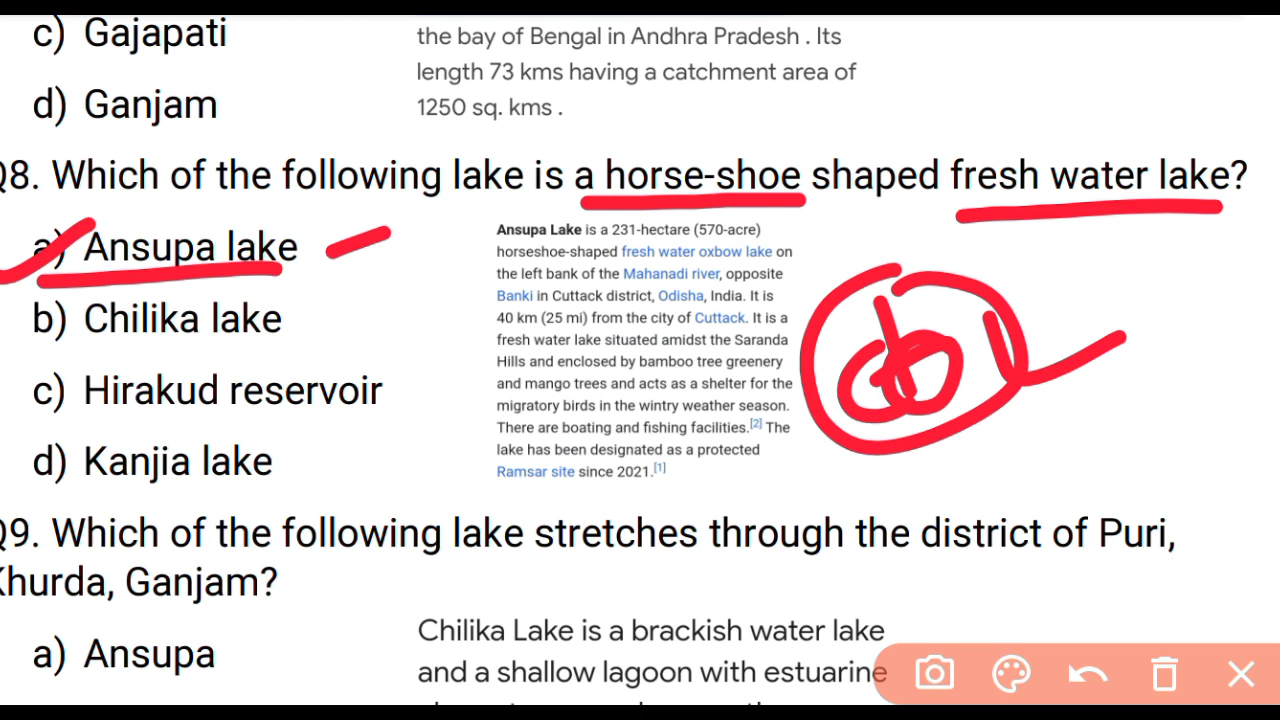 c) Gajapati
the bay of Bengal in Andhra Pradesh . Its
length 73 kms having a catchment area of
d) Ganjam
1250 sq. kms .
Q8. Which of the following lake is a horse-shoe shaped fresh water lake?
a) Ansupa lake
b) Chilika lake
c) Hirakud reservoir
d) Kanjia lake
Ansupa Lake is a 231-hectare (570-acre)
horseshoe-shaped fresh water oxbow lake on
the left bank of the Mahanadi river, opposite
Banki in Cuttack district, Odisha, India. It is
40 km (25 mi) from the city of Cuttack. It is a
fresh water lake situated amidst the Saranda
Hills and enclosed by bamboo tree greenery
and mango trees and acts as a shelter for the
migratory birds in the wintry weather season.
There are boating and fishing facilities.[2] The
lake has been designated as a protected
Ramsar site since 2021.[1]
Q9. Which of the following lake stretches through the district of Puri,
Khurda, Ganjam?
a) Ansupa
Chilika Lake is a brackish water lake
and a shallow lagoon with estuarine